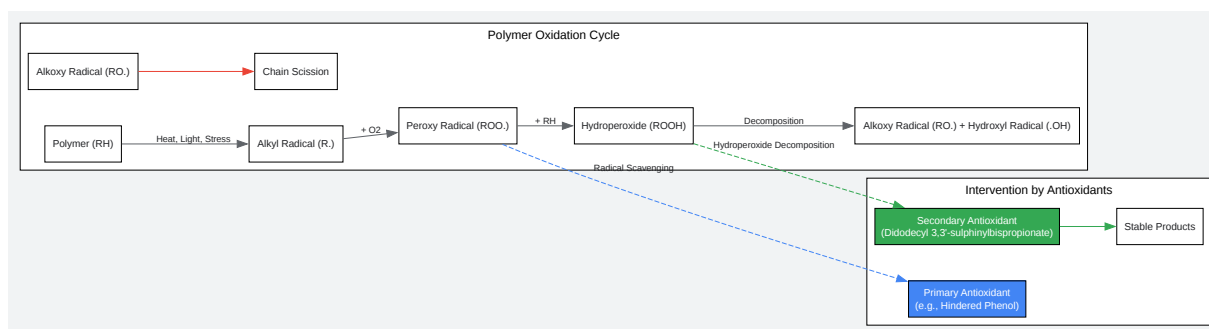 Polymer Oxidation Cycle
Alkoxy Radical (RO.)
Chain Scission
Polymer (RH)
Heat, Light, Stress
Alkyl Radical (R.)
+ O2
Peroxy Radical (ROO.)
+ RH
Hydroperoxide (ROOH)
Decomposition
Alkoxy Radical (RO.) + Hydroxyl Radical (.OH)
Hydroperoxide Decomposition
Radical Scavenging
Intervention by Antioxidants
Secondary Antioxidant
(Didodecyl 3,3'-sulphinylbispropionate)
Stable Products
Primary Antioxidant
(e.g., Hindered Phenol)